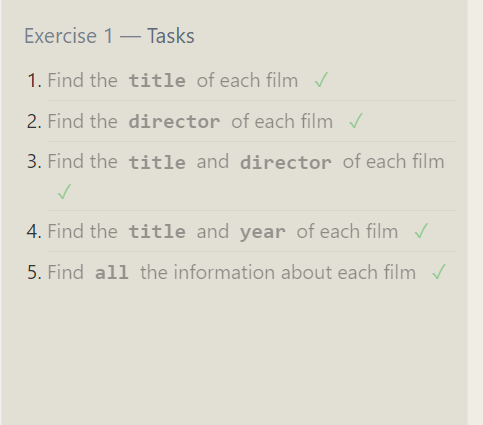 Exercise 1 — Tasks
1. Find the title of each film ✓
2. Find the director of each film ✓
3. Find the title and director of each film
✓
4. Find the title and year of each film ✓
5. Find all the information about each film ✓